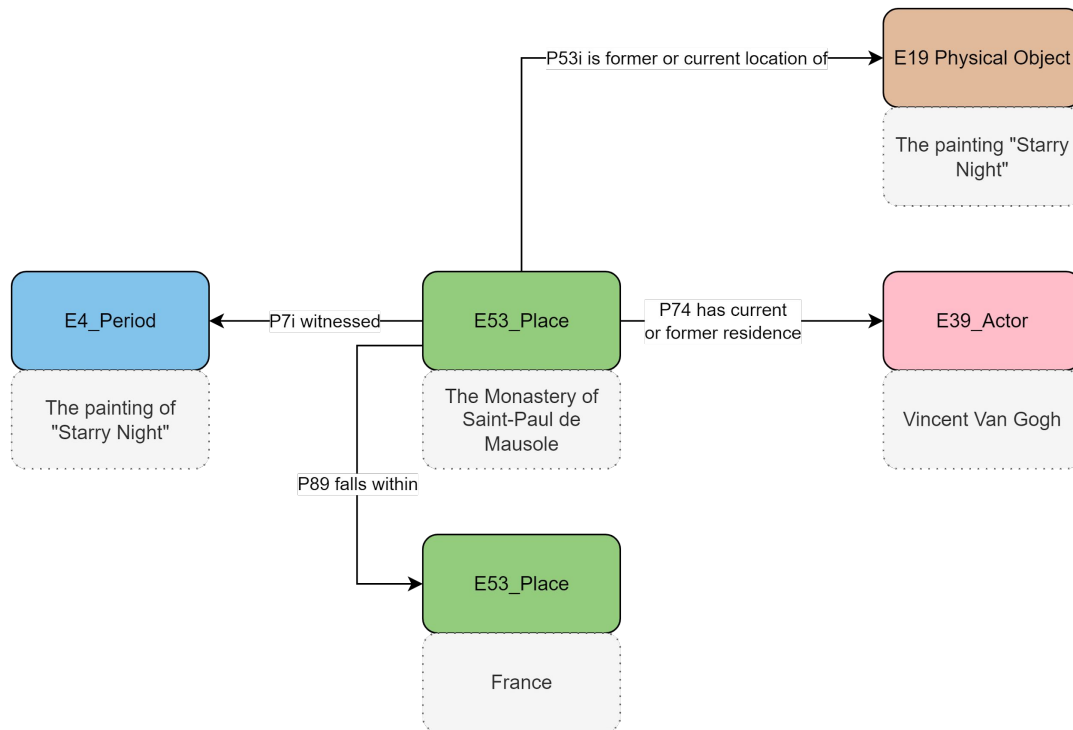 P53i is former or current location of
E19 Physical Object
The painting "Starry
Night"
E4_Period
The painting of
"Starry Night"
P7i witnessed
E53_Place
The Monastery of
Saint-Paul de
Mausole
P74 has current
or former residence
E39_Actor
Vincent Van Gogh
P89 falls within
E53_Place
France